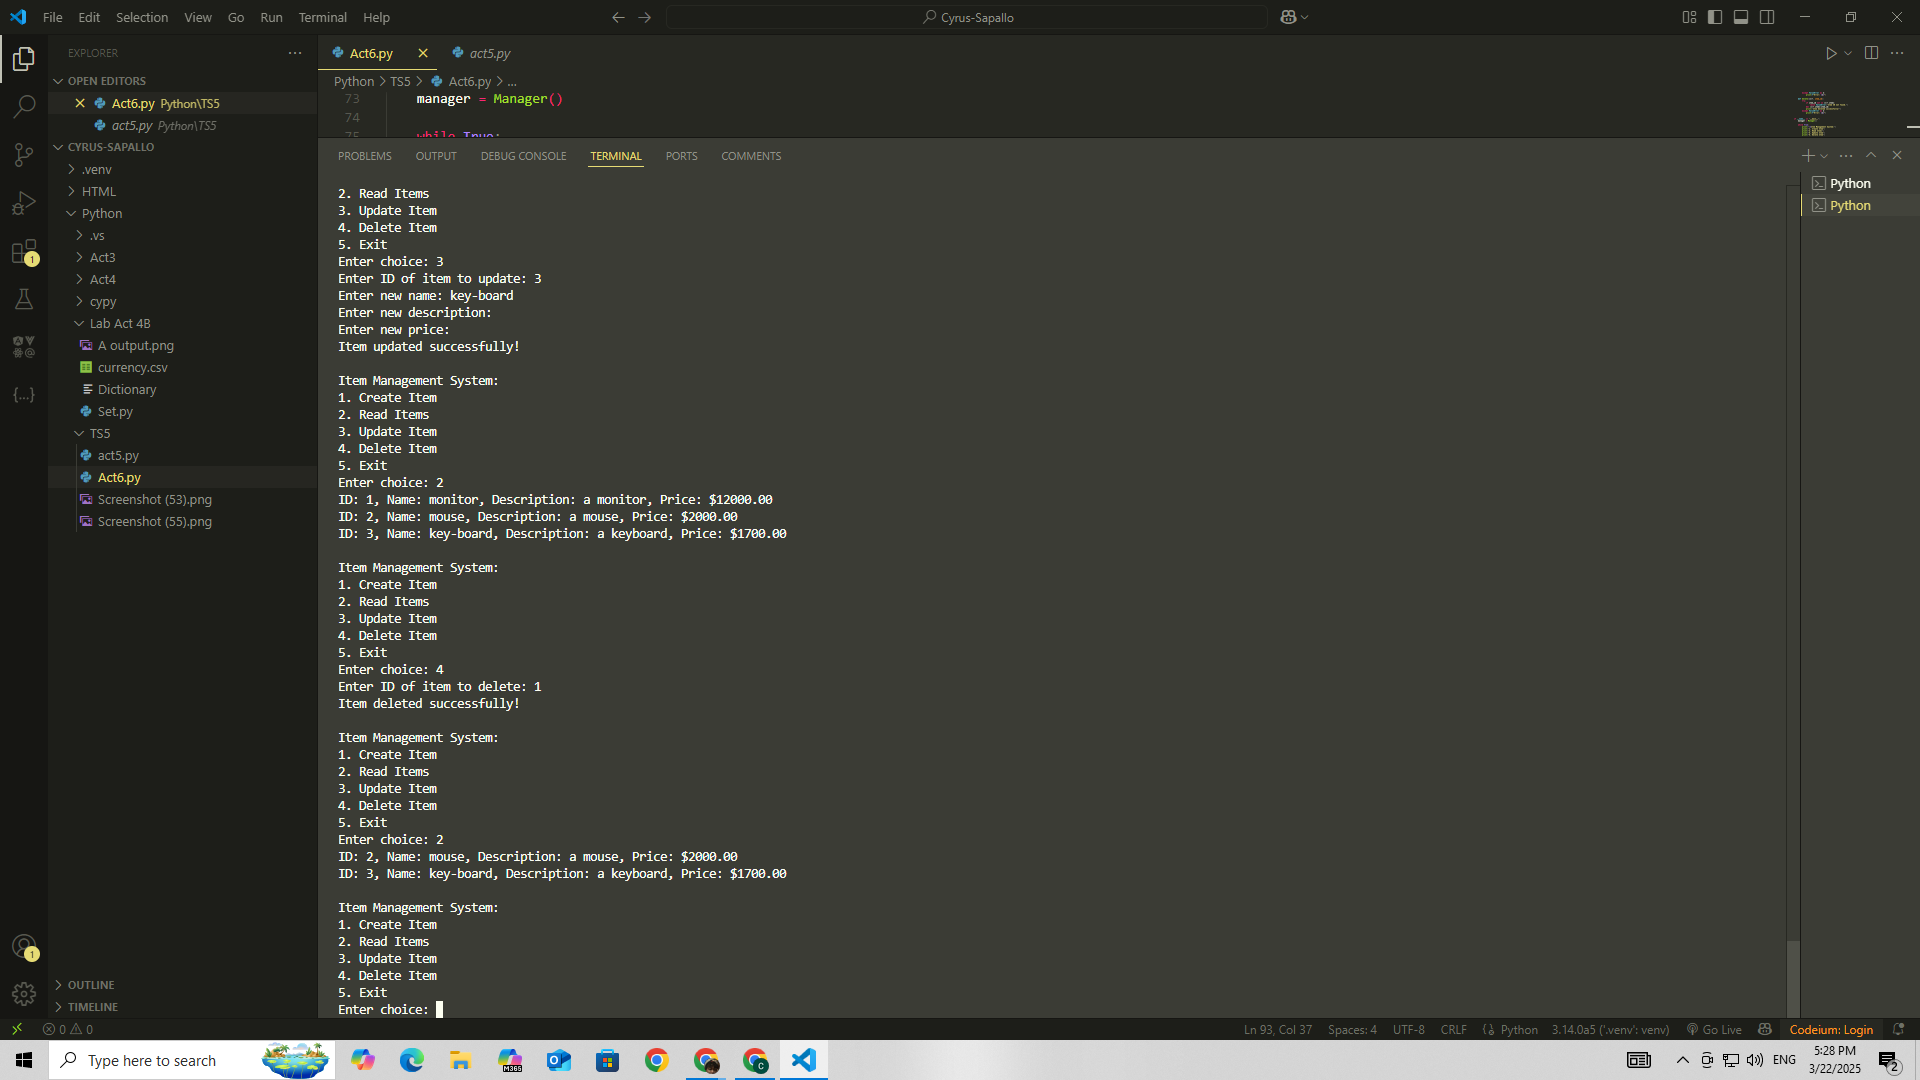 File Edit Selection View Go Run Terminal Help
Cyrus-Sapallo
EXPLORER
OPEN EDITORS
Act6.py Python\TS5
act5.py Python\TS5
CYRUS-SAPALLO
.venv
HTML
Python
.vs
Act3
Act4
cypy
Lab Act 4B
A output.png
currency.csv
Dictionary
Set.py
TS5
act5.py
Act6.py
Screenshot (53).png
Screenshot (55).png
OUTLINE
TIMELINE
Act6.py
act5.py
Python > TS5 > Act6.py > ...
73 manager = Manager()
74
75 while True:
PROBLEMS OUTPUT DEBUG CONSOLE TERMINAL PORTS COMMENTS
2. Read Items
3. Update Item
4. Delete Item
5. Exit
Enter choice: 3
Enter ID of item to update: 3
Enter new name: key-board
Enter new description:
Enter new price:
Item updated successfully!
Item Management System:
1. Create Item
2. Read Items
3. Update Item
4. Delete Item
5. Exit
Enter choice: 2
ID: 1, Name: monitor, Description: a monitor, Price: $12000.00
ID: 2, Name: mouse, Description: a mouse, Price: $2000.00
ID: 3, Name: key-board, Description: a keyboard, Price: $1700.00
Item Management System:
1. Create Item
2. Read Items
3. Update Item
4. Delete Item
5. Exit
Enter choice: 4
Enter ID of item to delete: 1
Item deleted successfully!
Item Management System:
1. Create Item
2. Read Items
3. Update Item
4. Delete Item
5. Exit
Enter choice: 2
ID: 2, Name: mouse, Description: a mouse, Price: $2000.00
ID: 3, Name: key-board, Description: a keyboard, Price: $1700.00
Item Management System:
1. Create Item
2. Read Items
3. Update Item
4. Delete Item
5. Exit
Enter choice:
Python
Python
1
1
0 0
Ln 93, Col 37 Spaces: 4 UTF-8 CRLF Python 3.14.0a5 ('.venv': venv) Go Live Codeium: Login
Type here to search
M365
C
ENG
5:28 PM
3/22/2025
2